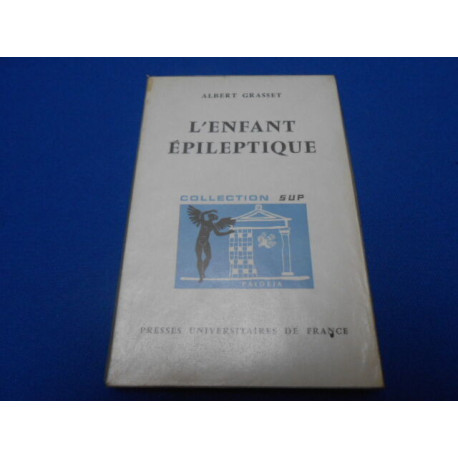 ALBERT GRASSET
L'ENFANT
ÉPILEPTIQUE
COLLECTION SUP
PAIDEIA
PRESSES UNIVERSITAIRES DE FRANCE